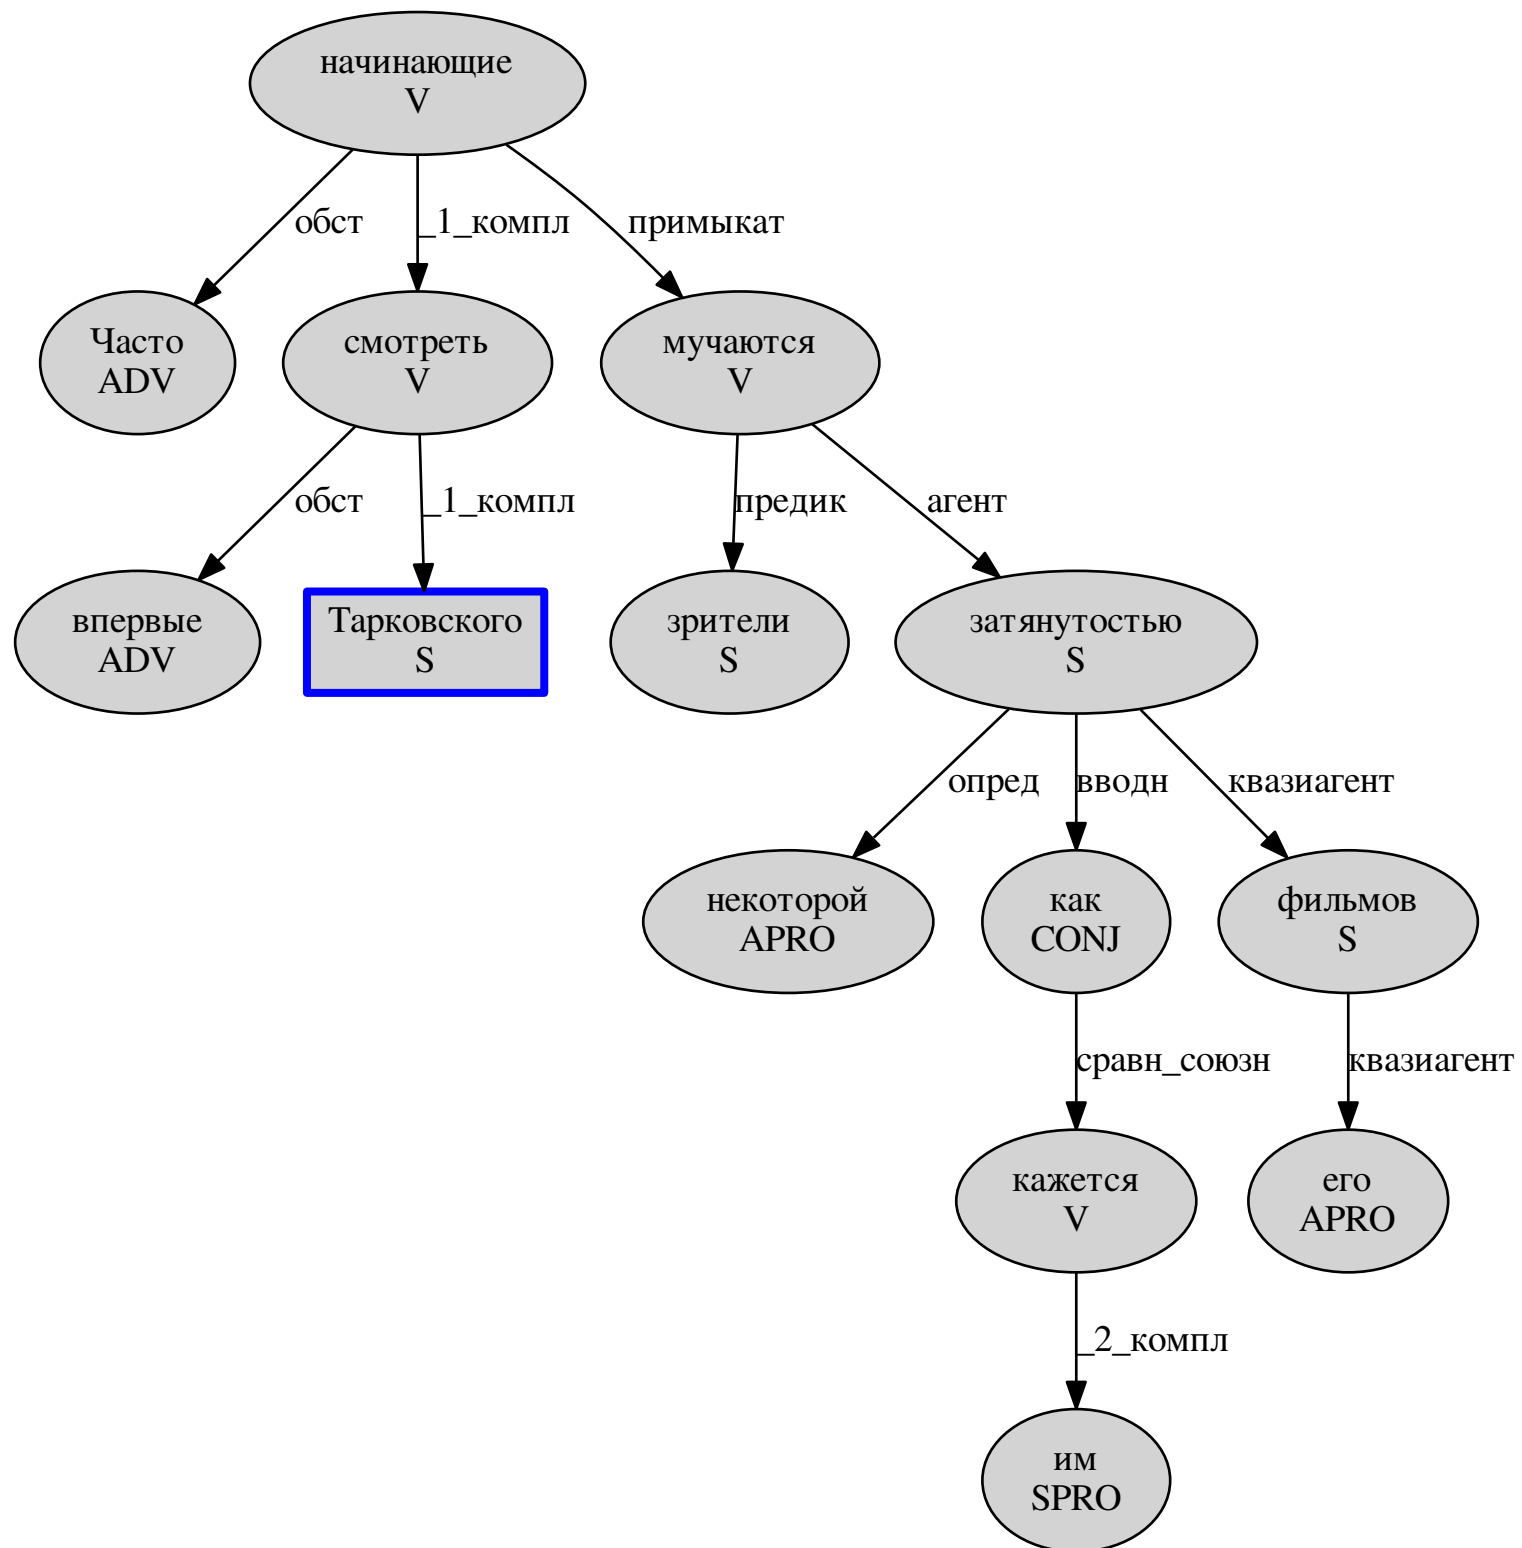 начинающие
V
обст
_1_компл
примыкат
Часто
ADV
смотреть
V
мучаются
V
обст
_1_компл
предик
агент
впервые
ADV
Тарковского
S
зрители
S
затянутостью
S
опред
вводн
квазиагент
некоторой
APRO
как
CONJ
фильмов
S
сравн_союзн
квазиагент
кажется
V
его
APRO
_2_компл
им
SPRO